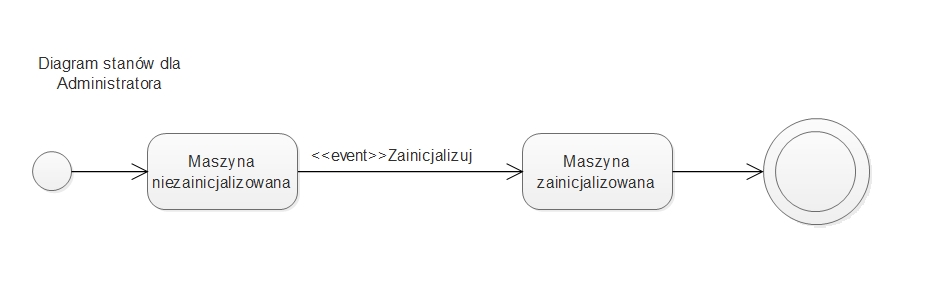 Diagram stanów dla
Administratora
Maszyna
niezainicjalizowana
<<event>>Zainicjalizuj
Maszyna
zainicjalizowana